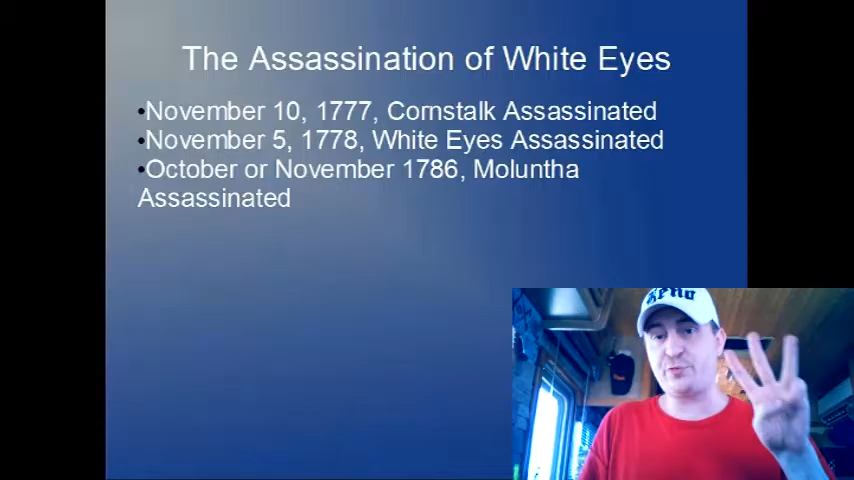 The Assassination of White Eyes
•November 10, 1777, Cornstalk Assassinated
•November 5, 1778, White Eyes Assassinated
•October or November 1786, Moluntha
Assassinated